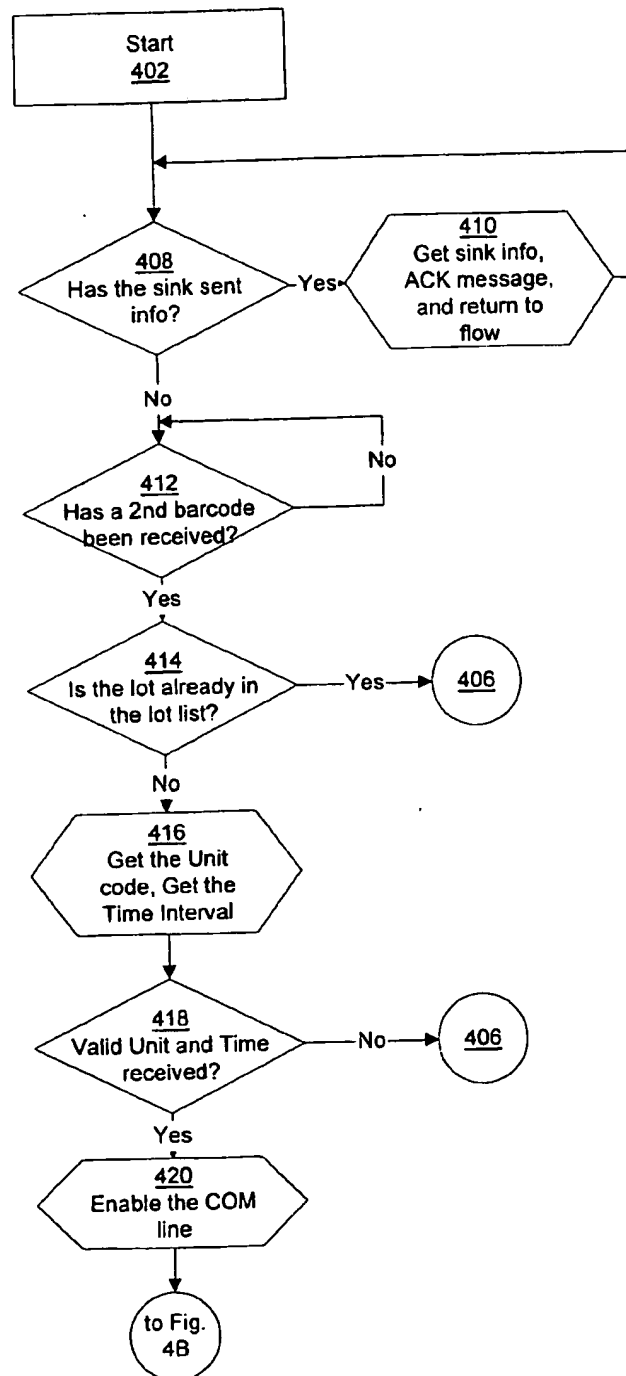 Start
402
408
Has the sink sent
info?
Yes
410
Get sink info,
ACK message,
and return to
flow
No
412
Has a 2nd barcode
been received?
No
Yes
414
Is the lot already in
the lot list?
Yes
406
No
416
Get the Unit
code, Get the
Time Interval
418
Valid Unit and Time
received?
No
406
Yes
420
Enable the COM
line
to Fig.
4B